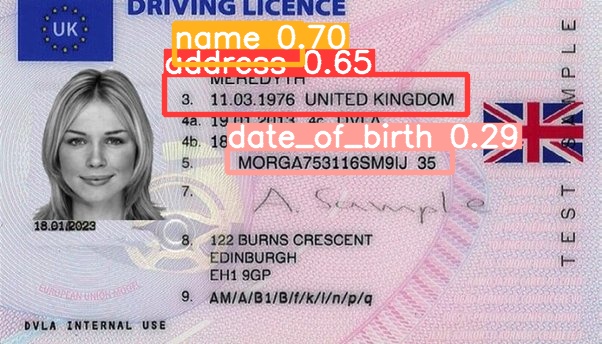 DRIVING LICENCE
UK
name 0.70
address 0.65
MEREDYTH
3. 11.03.1976 UNITED KINGDOM
4a. 19.01.2013 4c. DVLA
date_of_birth 0.29
4b. 18
5. MORGA753116SM9IJ 35
7. A. Sample
18.01.2023
8. 122 BURNS CRESCENT
EDINBURGH
EH1 9GP
EUROPEAN UNION MODEL
9. AM/A/B1/B/f/k/l/n/p/q
DVLA INTERNAL USE
TEST SAMPLE